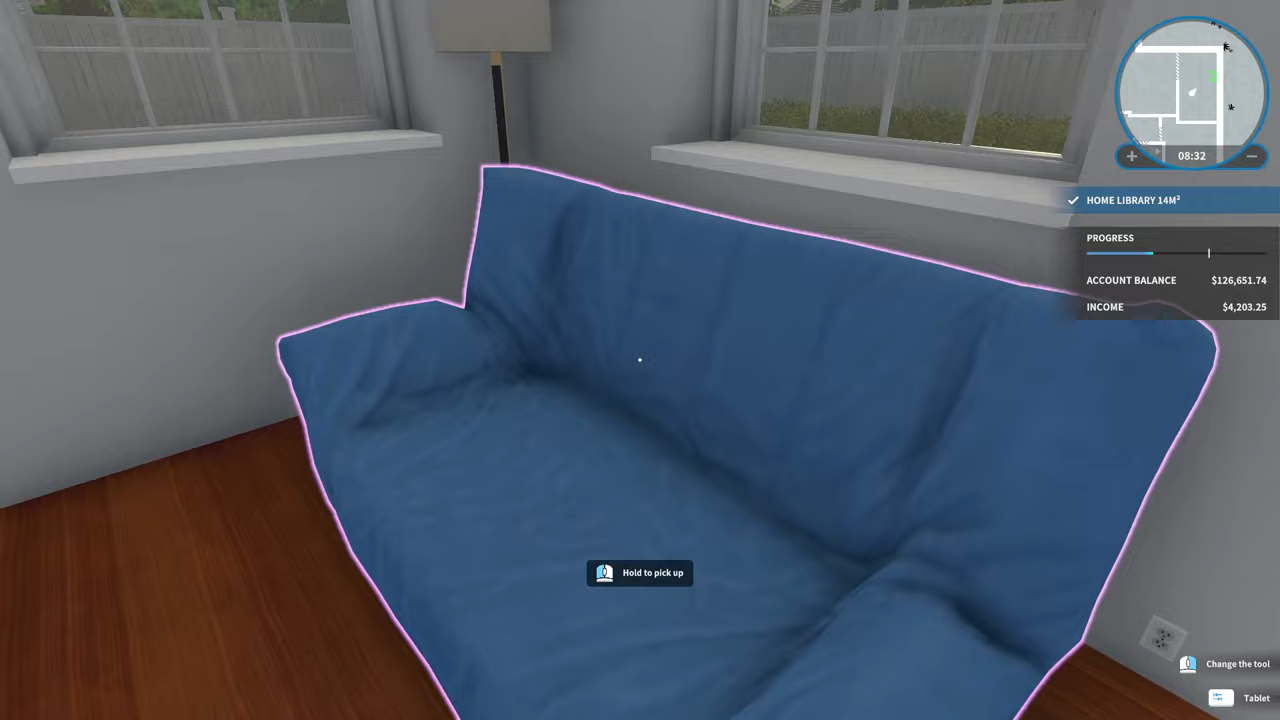 08:32
HOME LIBRARY 14M²
PROGRESS
ACCOUNT BALANCE $126,651.74
INCOME $4,203.25
Hold to pick up
Change the tool
Tablet